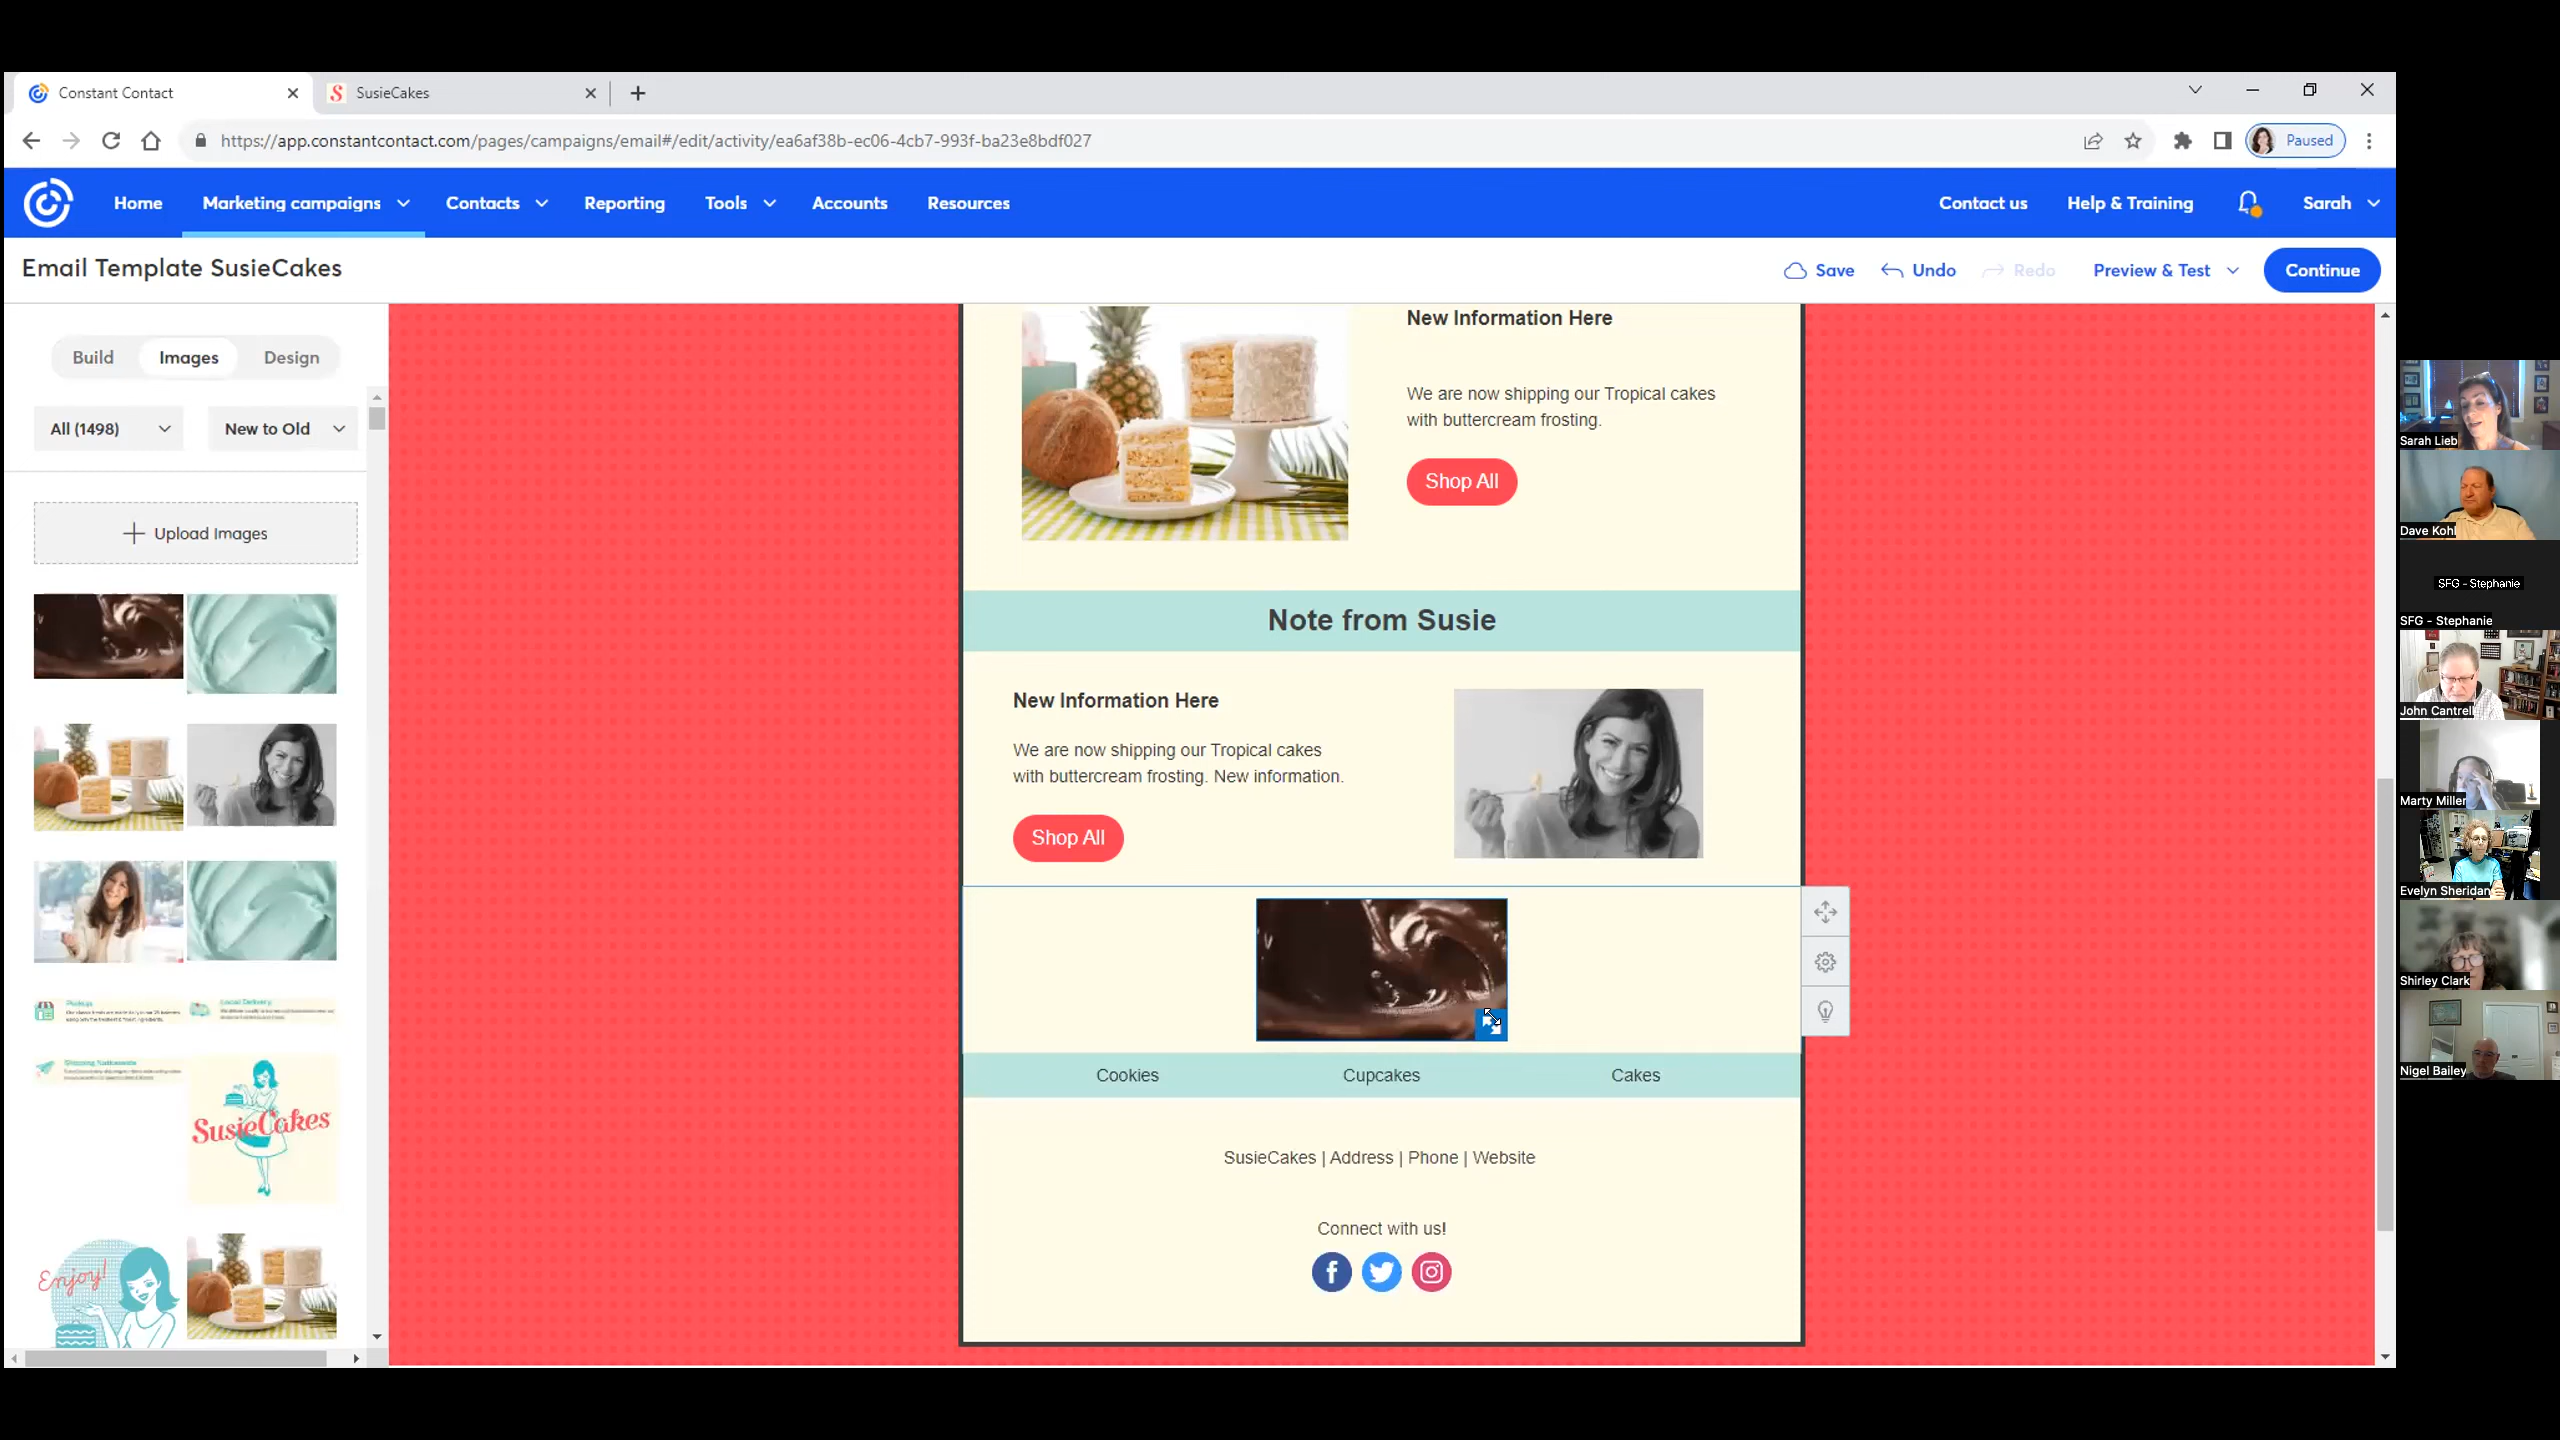 Constant Contact
SusieCakes
https://app.constantcontact.com/pages/campaigns/email#/edit/activity/ea6af38b-ec06-4cb7-993f-ba23e8bdf027
Paused
Home
Marketing campaigns
Contacts
Reporting
Tools
Accounts
Resources
Contact us
Help & Training
Sarah
Email Template SusieCakes
Save
Undo
Redo
Preview & Test
Continue
Build
Images
Design
All (1498)
New to Old
Upload Images
Pickup
Local Delivery
Shipping Nationwide
SusieCakes
Enjoy!
New Information Here
We are now shipping our Tropical cakes
with buttercream frosting.
Shop All
Note from Susie
New Information Here
We are now shipping our Tropical cakes
with buttercream frosting. New information.
Shop All
Cookies
Cupcakes
Cakes
SusieCakes | Address | Phone | Website
Connect with us!
Sarah Lieb
Dave Kohl
SFG - Stephanie
SFG - Stephanie
John Cantrell
Marty Miller
Evelyn Sheridan
Shirley Clark
Nigel Bailey